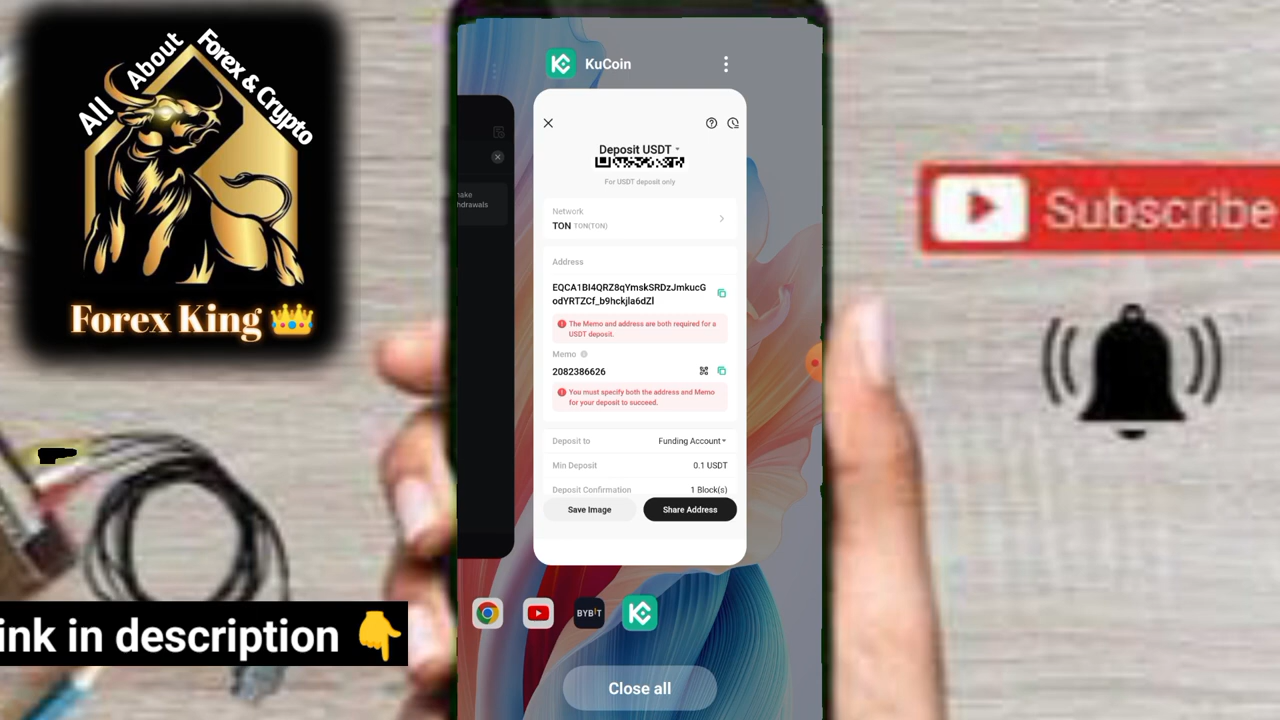 All About Forex & Crypto
Forex King 👑
ink in description 👇
KuCoin
Deposit USDT
For USDT deposit only
Network
TON TON(TON)
Address
EQCA1BI4QRZ8qYmskSRDzJmkucG
odYRTZCf_b9hckjla6dZl
The Memo and address are both required for a
USDT deposit.
Memo
2082386626
You must specify both the address and Memo
for your deposit to succeed.
Deposit to Funding Account
Min Deposit 0.1 USDT
Deposit Confirmation 1 Block(s)
Save Image Share Address
nake
hdrawals
BYBIT
Close all
Subscribe